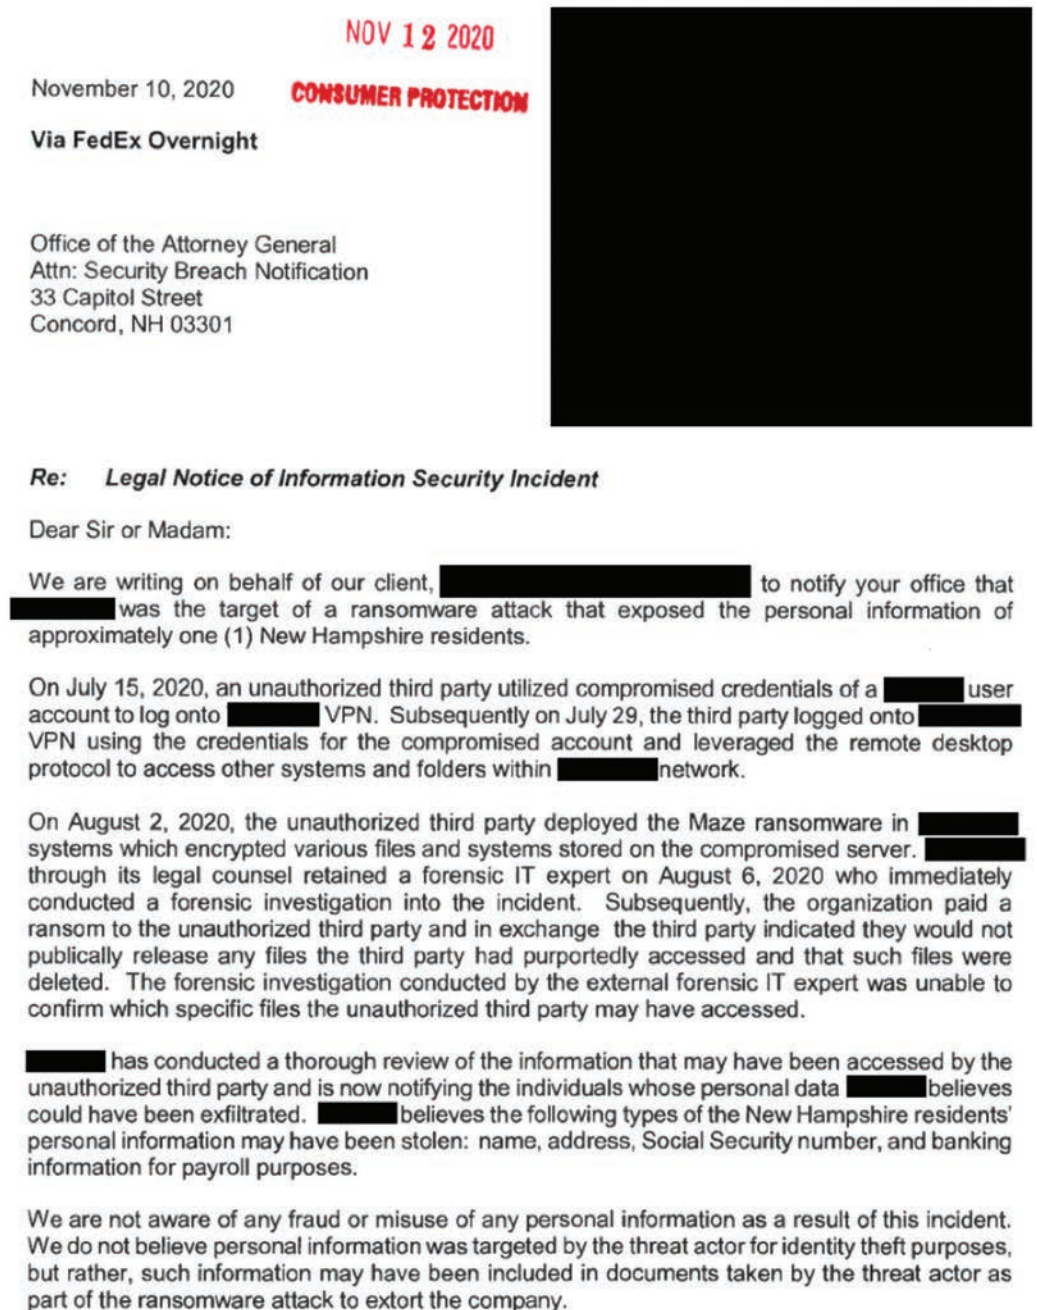 NOV 12 2020
November 10, 2020
CONSUMER PROTECTION
Via FedEx Overnight
Office of the Attorney General
Attn: Security Breach Notification
33 Capitol Street
Concord, NH 03301
Re: Legal Notice of Information Security Incident
Dear Sir or Madam:
We are writing on behalf of our client, to notify your office that
was the target of a ransomware attack that exposed the personal information of
approximately one (1) New Hampshire residents.
On July 15, 2020, an unauthorized third party utilized compromised credentials of a user
account to log onto VPN. Subsequently on July 29, the third party logged onto
VPN using the credentials for the compromised account and leveraged the remote desktop
protocol to access other systems and folders within network.
On August 2, 2020, the unauthorized third party deployed the Maze ransomware in
systems which encrypted various files and systems stored on the compromised server.
through its legal counsel retained a forensic IT expert on August 6, 2020 who immediately
conducted a forensic investigation into the incident. Subsequently, the organization paid a
ransom to the unauthorized third party and in exchange the third party indicated they would not
publically release any files the third party had purportedly accessed and that such files were
deleted. The forensic investigation conducted by the external forensic IT expert was unable to
confirm which specific files the unauthorized third party may have accessed.
has conducted a thorough review of the information that may have been accessed by the
unauthorized third party and is now notifying the individuals whose personal data believes
could have been exfiltrated. believes the following types of the New Hampshire residents'
personal information may have been stolen: name, address, Social Security number, and banking
information for payroll purposes.
We are not aware of any fraud or misuse of any personal information as a result of this incident.
We do not believe personal information was targeted by the threat actor for identity theft purposes,
but rather, such information may have been included in documents taken by the threat actor as
part of the ransomware attack to extort the company.